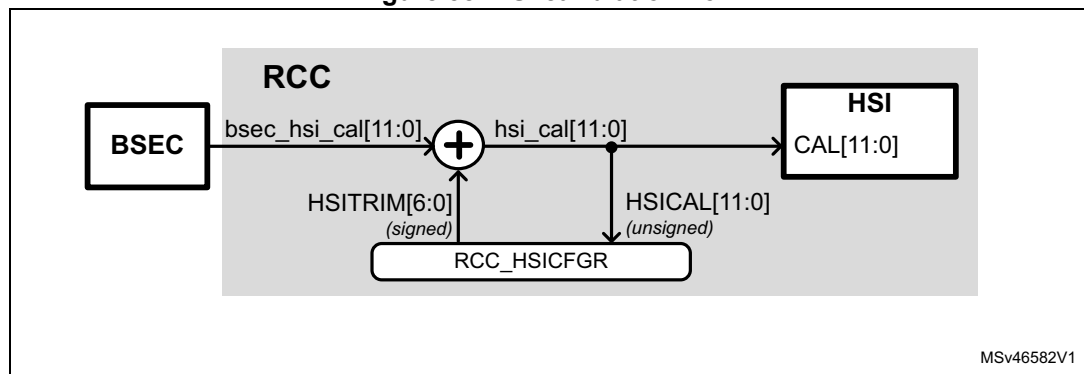 RCC
HSI
BSEC
bsec_hsi_cal[11:0]
hsi_cal[11:0]
CAL[11:0]
HSITRIM[6:0]
(signed)
HSICAL[11:0]
(unsigned)
RCC_HSICFGR
MSv46582V1